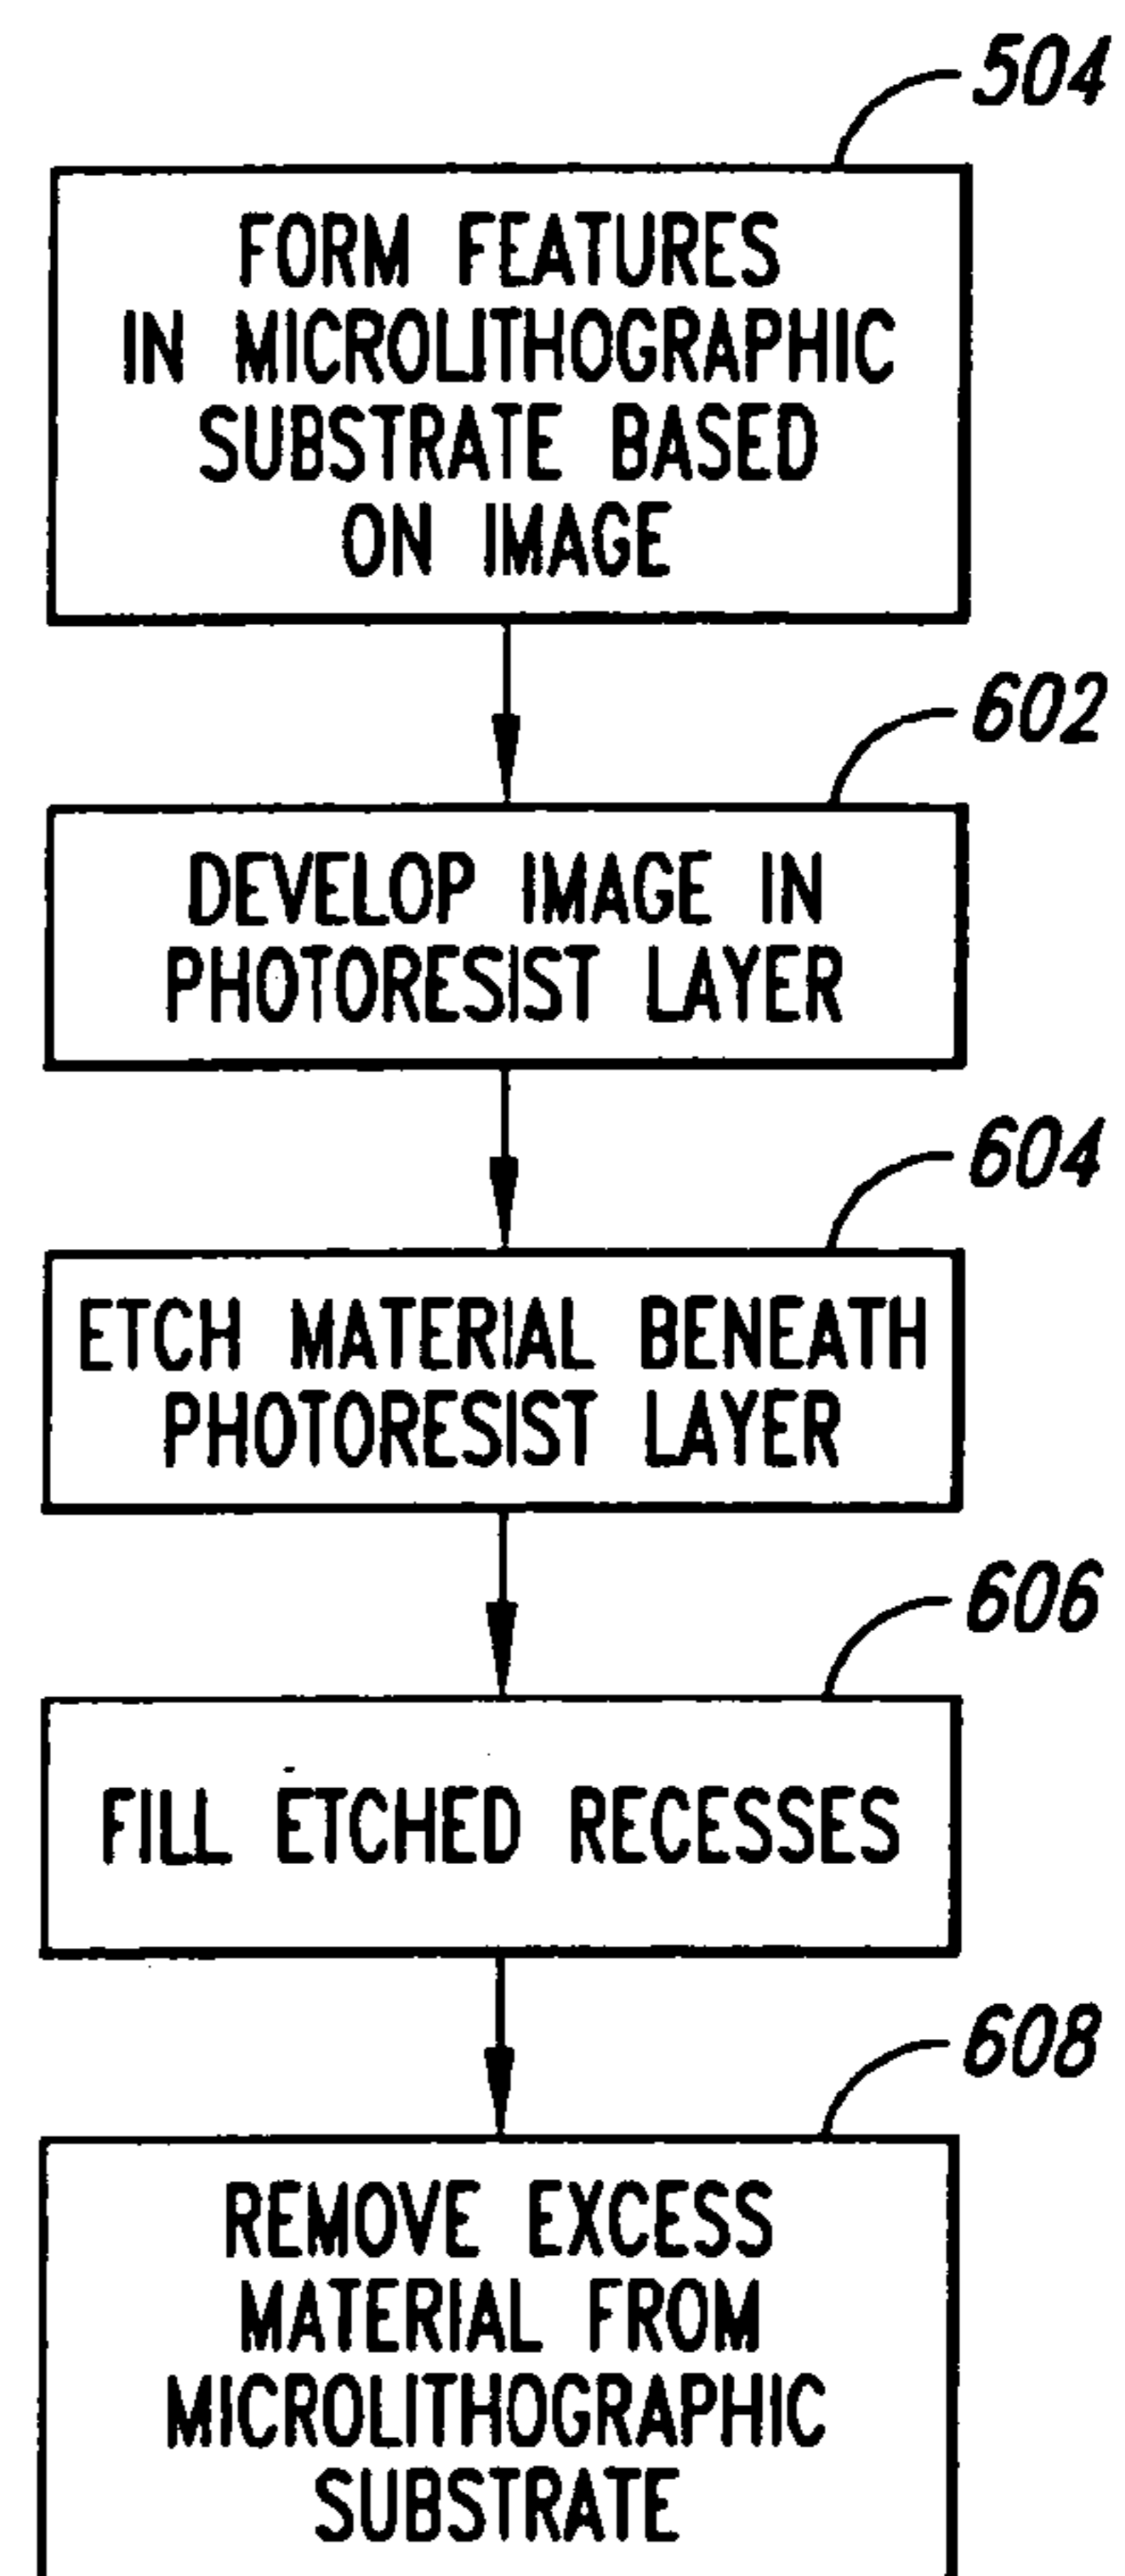 504
FORM FEATURES
IN MICROLITHOGRAPHIC
SUBSTRATE BASED
ON IMAGE
602
DEVELOP IMAGE IN
PHOTORESIST LAYER
604
ETCH MATERIAL BENEATH
PHOTORESIST LAYER
606
FILL ETCHED RECESSES
608
REMOVE EXCESS
MATERIAL FROM
MICROLITHOGRAPHIC
SUBSTRATE